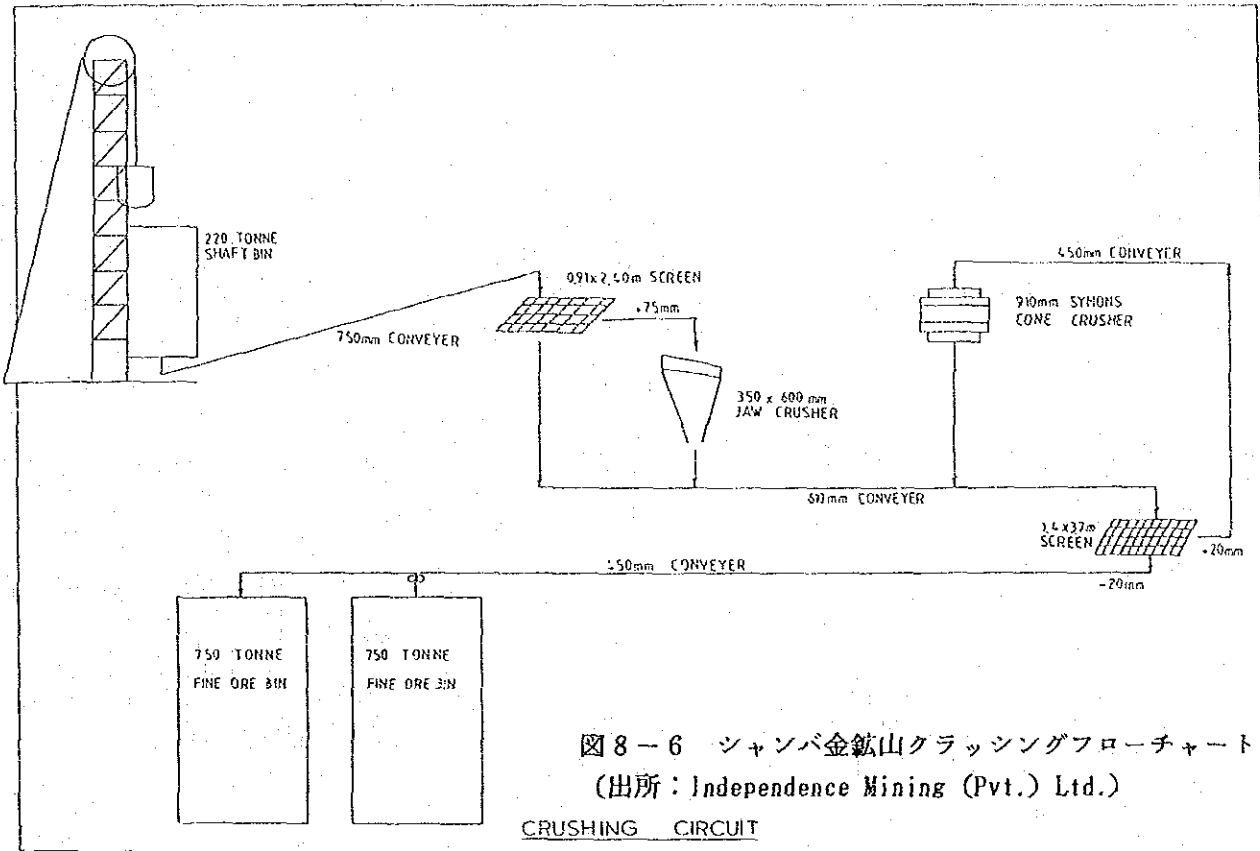 220 TONNE
SHAFT BIN
750mm CONVEYER
0.91x2.40m SCREEN
+75mm
350 x 600 mm
JAW CRUSHER
450mm CONVEYER
910mm SYMONS
CONE CRUSHER
610mm CONVEYER
SCREEN
+20mm
-20mm
450mm CONVEYER
750 TONNE
FINE ORE BIN
750 TONNE
FINE ORE BIN
図8-6 シャンバ金鉱山クラッシングフローチャート
(出所:Independence Mining (Pvt.) Ltd.)
CRUSHING CIRCUIT